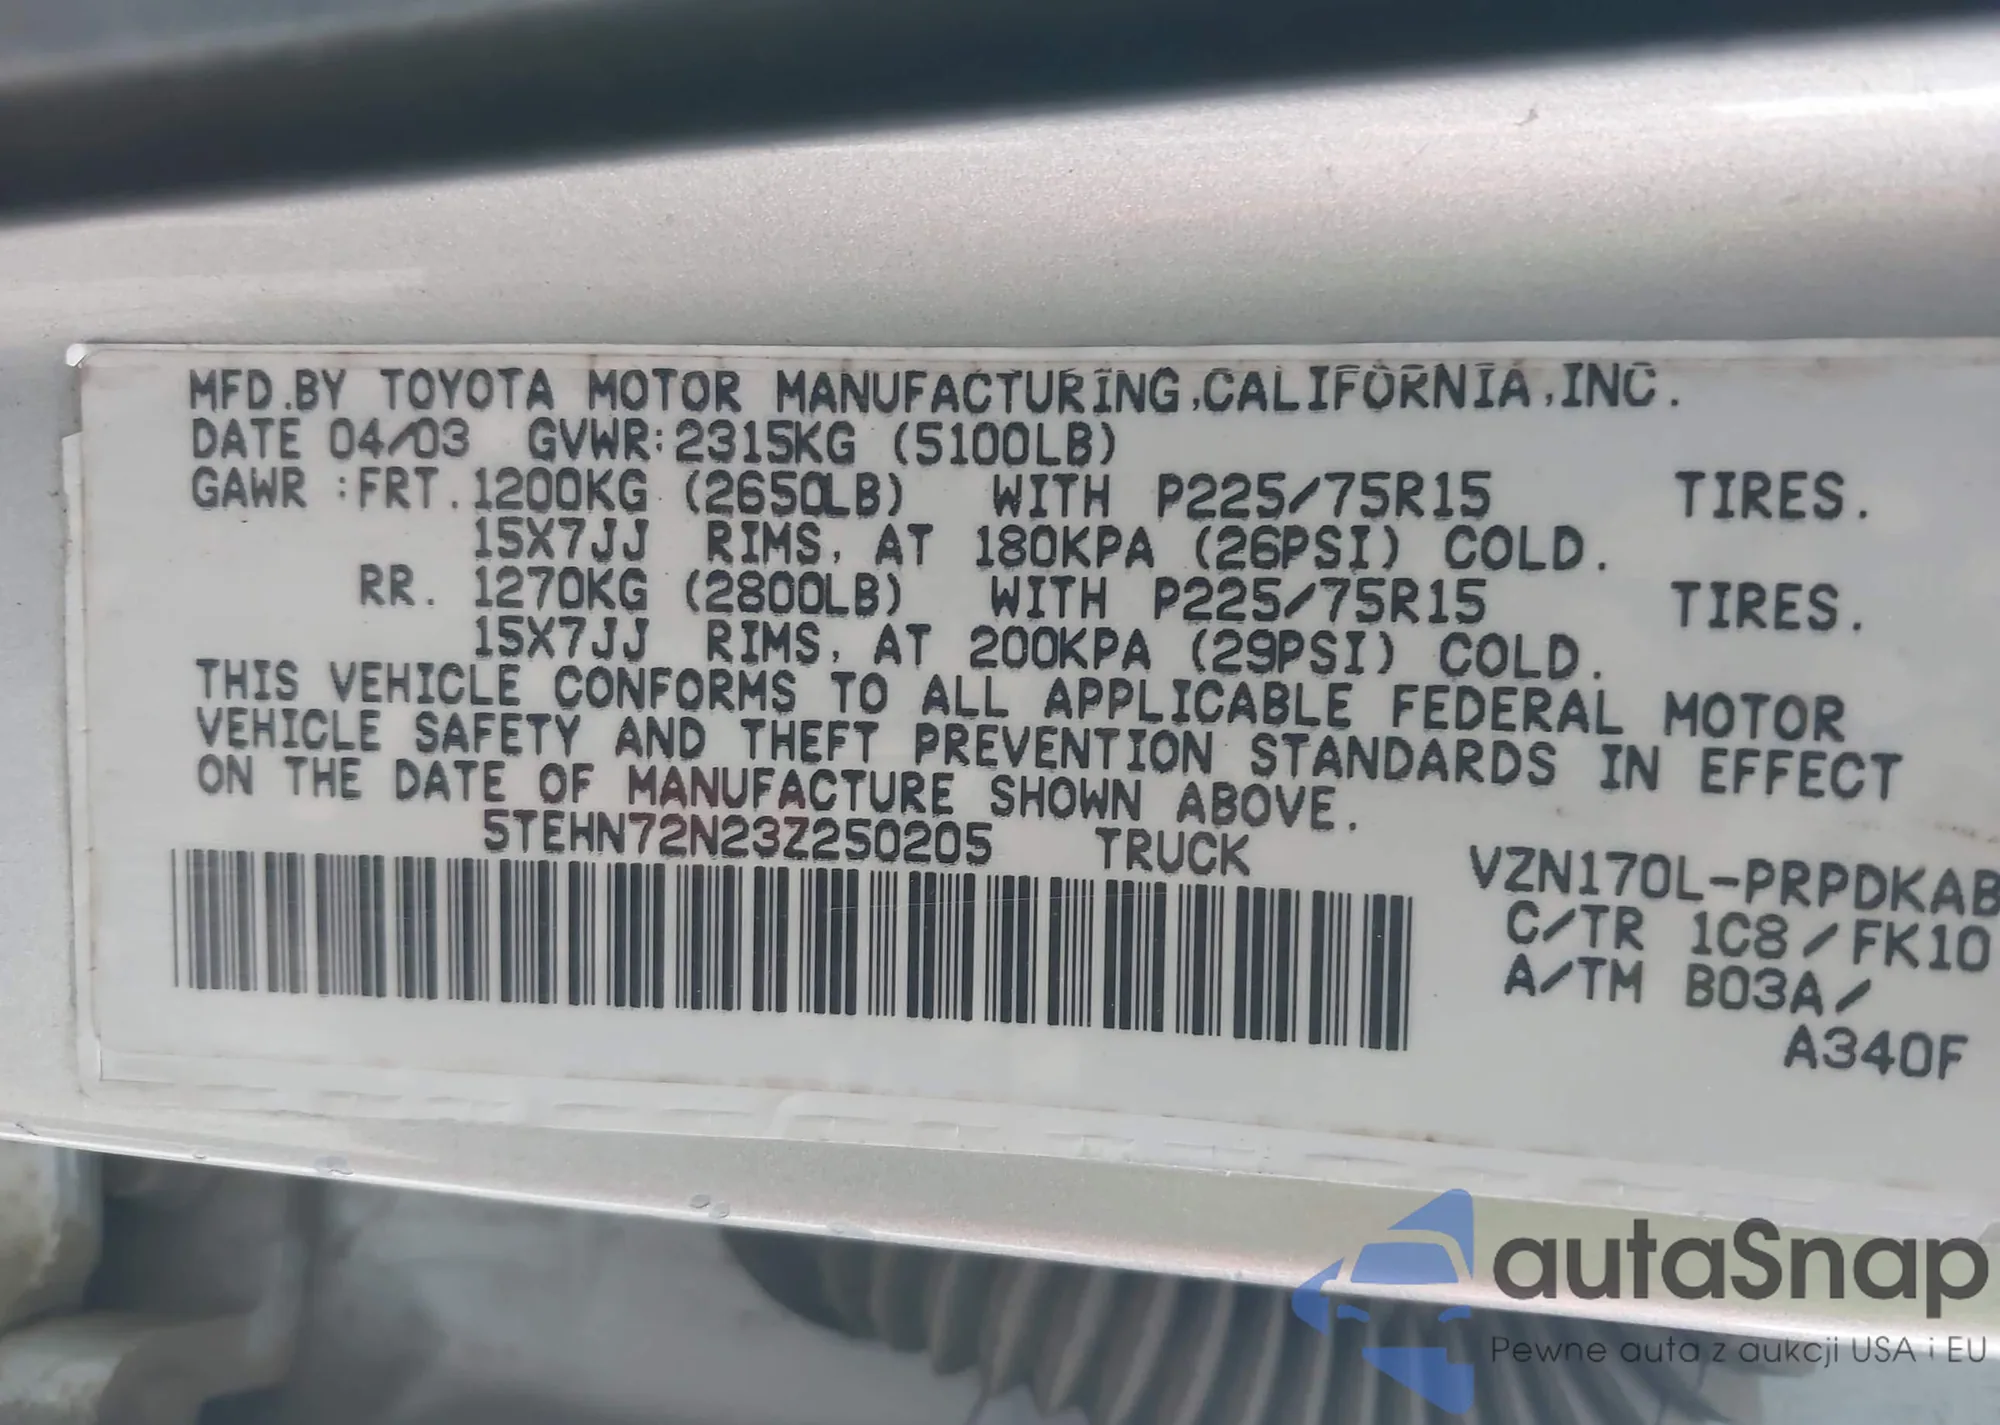 MFD.BY TOYOTA MOTOR MANUFACTURING,CALIFORNIA,INC.
DATE 04/03 GVWR:2315KG (5100LB)
GAWR :FRT.1200KG (2650LB) WITH P225/75R15 TIRES.
15X7JJ RIMS, AT 180KPA (26PSI) COLD.
RR. 1270KG (2800LB) WITH P225/75R15 TIRES.
15X7JJ RIMS, AT 200KPA (29PSI) COLD.
THIS VEHICLE CONFORMS TO ALL APPLICABLE FEDERAL MOTOR
VEHICLE SAFETY AND THEFT PREVENTION STANDARDS IN EFFECT
ON THE DATE OF MANUFACTURE SHOWN ABOVE.
5TEHN72N23Z250205 TRUCK
VZN170L-PRPDKAB
C/TR 1C8/FK10
A/TM B03A/
A340F
autaSnap
Pewne auta z aukcji USA i EU